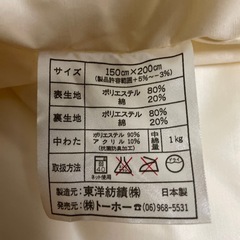 サイズ 150㎝×200㎝
(製品許容範囲+5%~-3%)
表生地 ポリエステル 80%
綿 20%
裏生地 ポリエステル 80%
綿 20%
中わた ポリエステル 90%
アクリル 10%
(抗菌防臭加工)
中綿重量 1kg
取扱方法
ネット使用
製造元:東洋紡績(株) 日本製
発売元:(株)トーホー ☎(06)968-5531